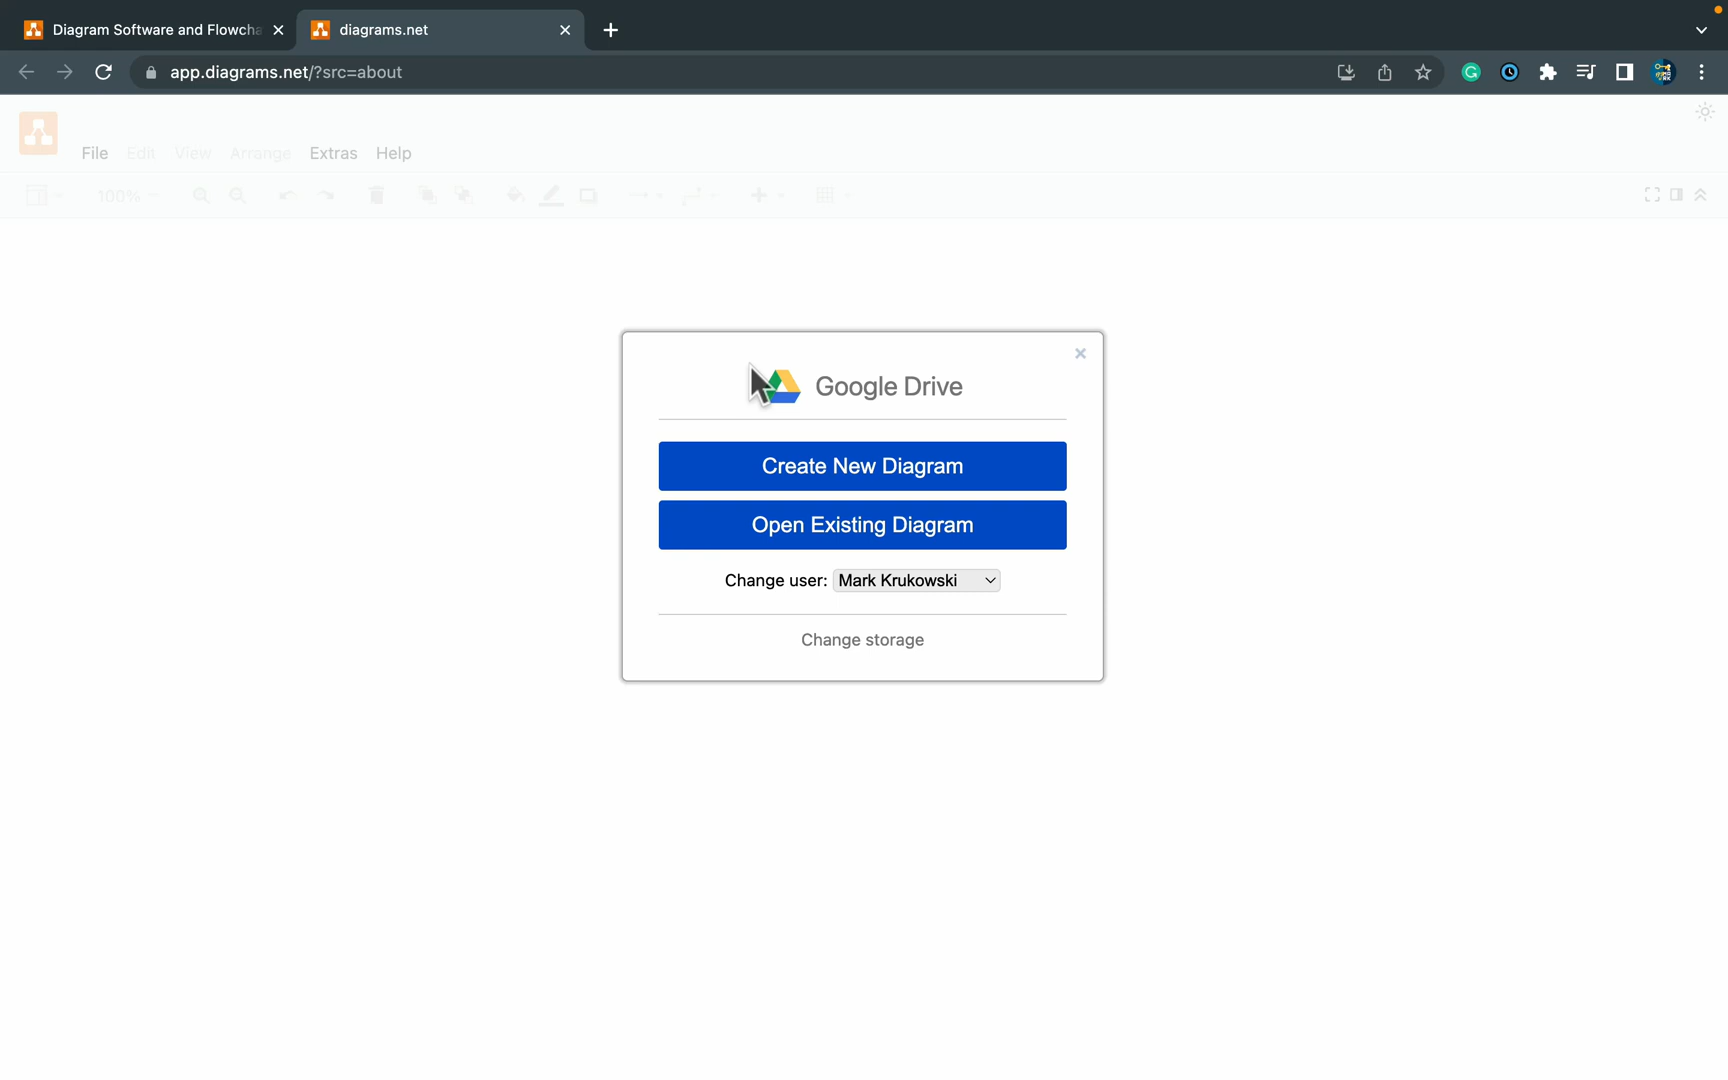 Diagram Software and Flowcha
diagrams.net
app.diagrams.net/?src=about
File Edit View Arrange Extras Help
100%
Google Drive
Create New Diagram
Open Existing Diagram
Change user: Mark Krukowski
Change storage